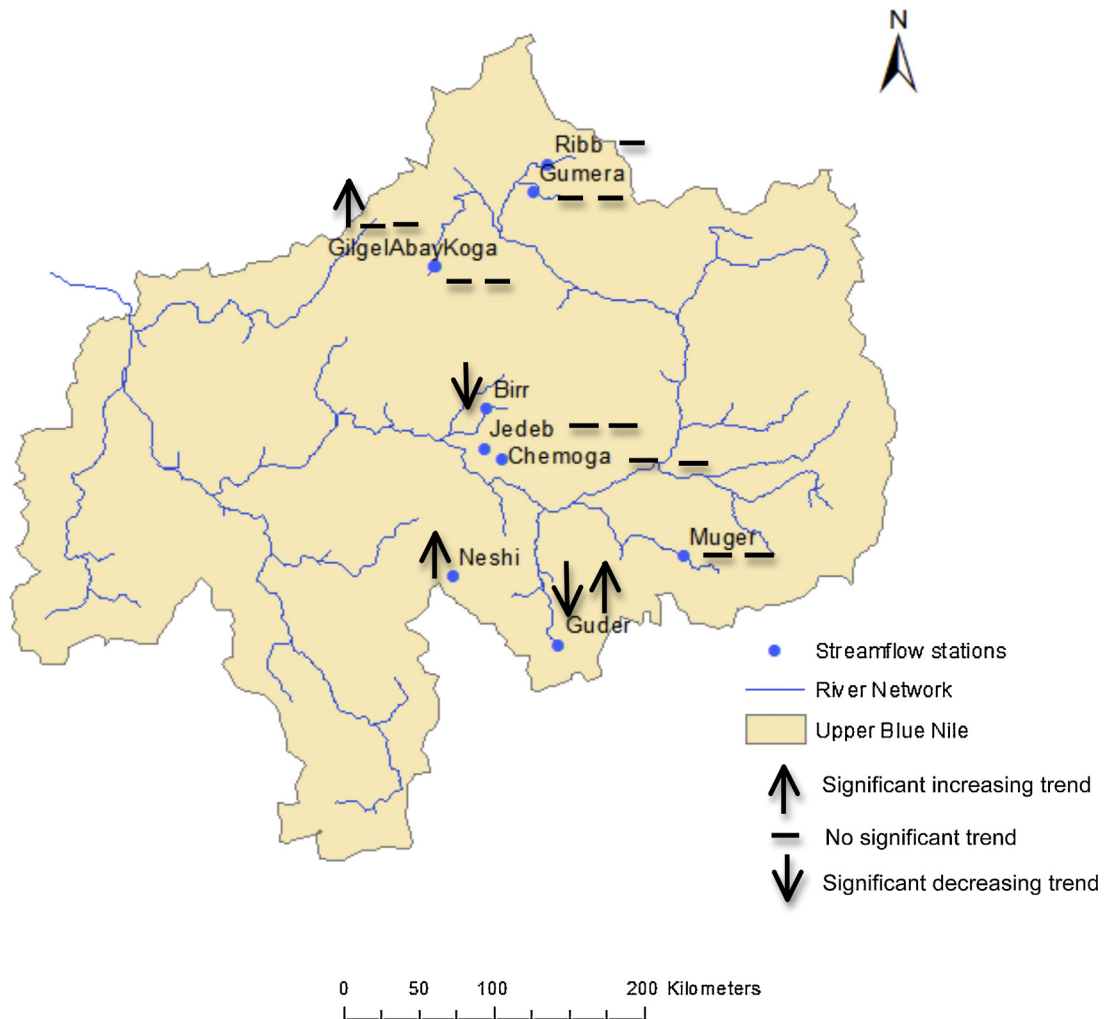 N
Ribb
Gumera
GilgelAbayKoga
Birr
Jedeb
Chemoga
Muger
Neshi
Guder
Streamflow stations
River Network
Upper Blue Nile
Significant increasing trend
No significant trend
Significant decreasing trend
0 50 100 200 Kilometers